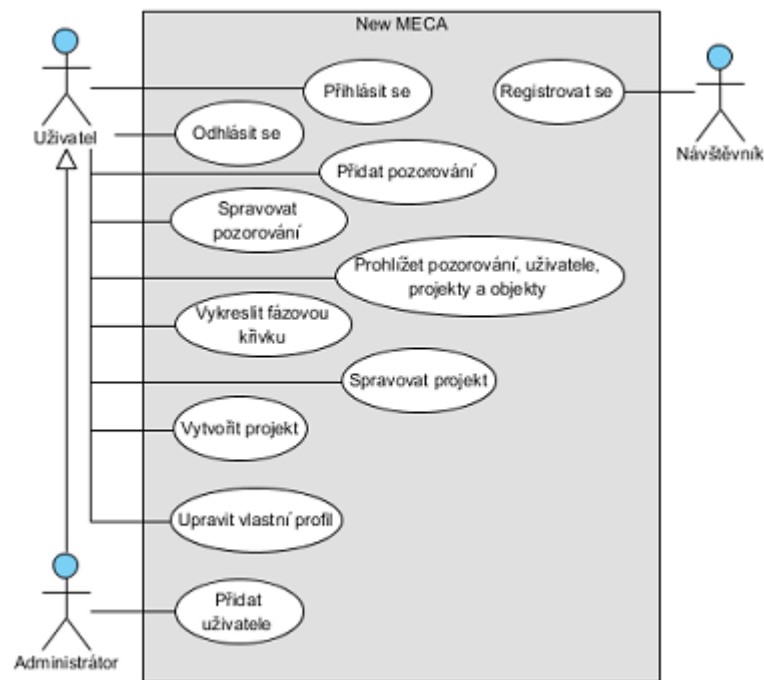 New MECA
Přihlásit se
Registrovat se
Uživatel
Odhlásit se
Návštěvník
Přidat pozorování
Spravovat
pozorování
Prohlížet pozorování, uživatele,
projekty a objekty
Vykreslit fázovou
křivku
Spravovat projekt
Vytvořit projekt
Upravit vlastní profil
Přidat
uživatele
Administrátor